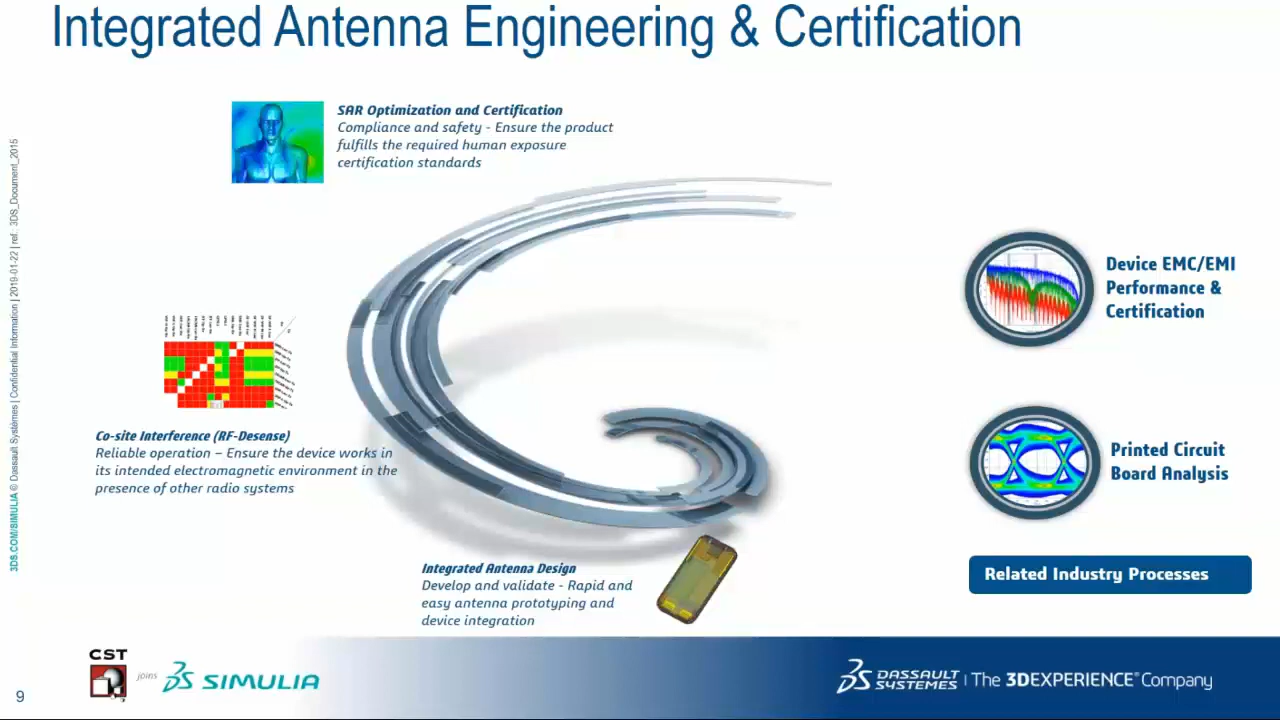 Integrated Antenna Engineering & Certification
SAR Optimization and Certification
Compliance and safety - Ensure the product
fulfills the required human exposure
certification standards
Device EMC/EMI
Performance &
Certification
Co-site Interference (RF-Desense)
Reliable operation – Ensure the device works in
its intended electromagnetic environment in the
presence of other radio systems
Printed Circuit
Board Analysis
Integrated Antenna Design
Develop and validate - Rapid and
easy antenna prototyping and
device integration
Related Industry Processes
3DS.COM/SIMULIA © Dassault Systèmes | Confidential Information | 2019-01-22 | ref.: 3DS_Document_2015
9
CST
joins
SIMULIA
DASSAULT
SYSTEMES | The 3DEXPERIENCE® Company